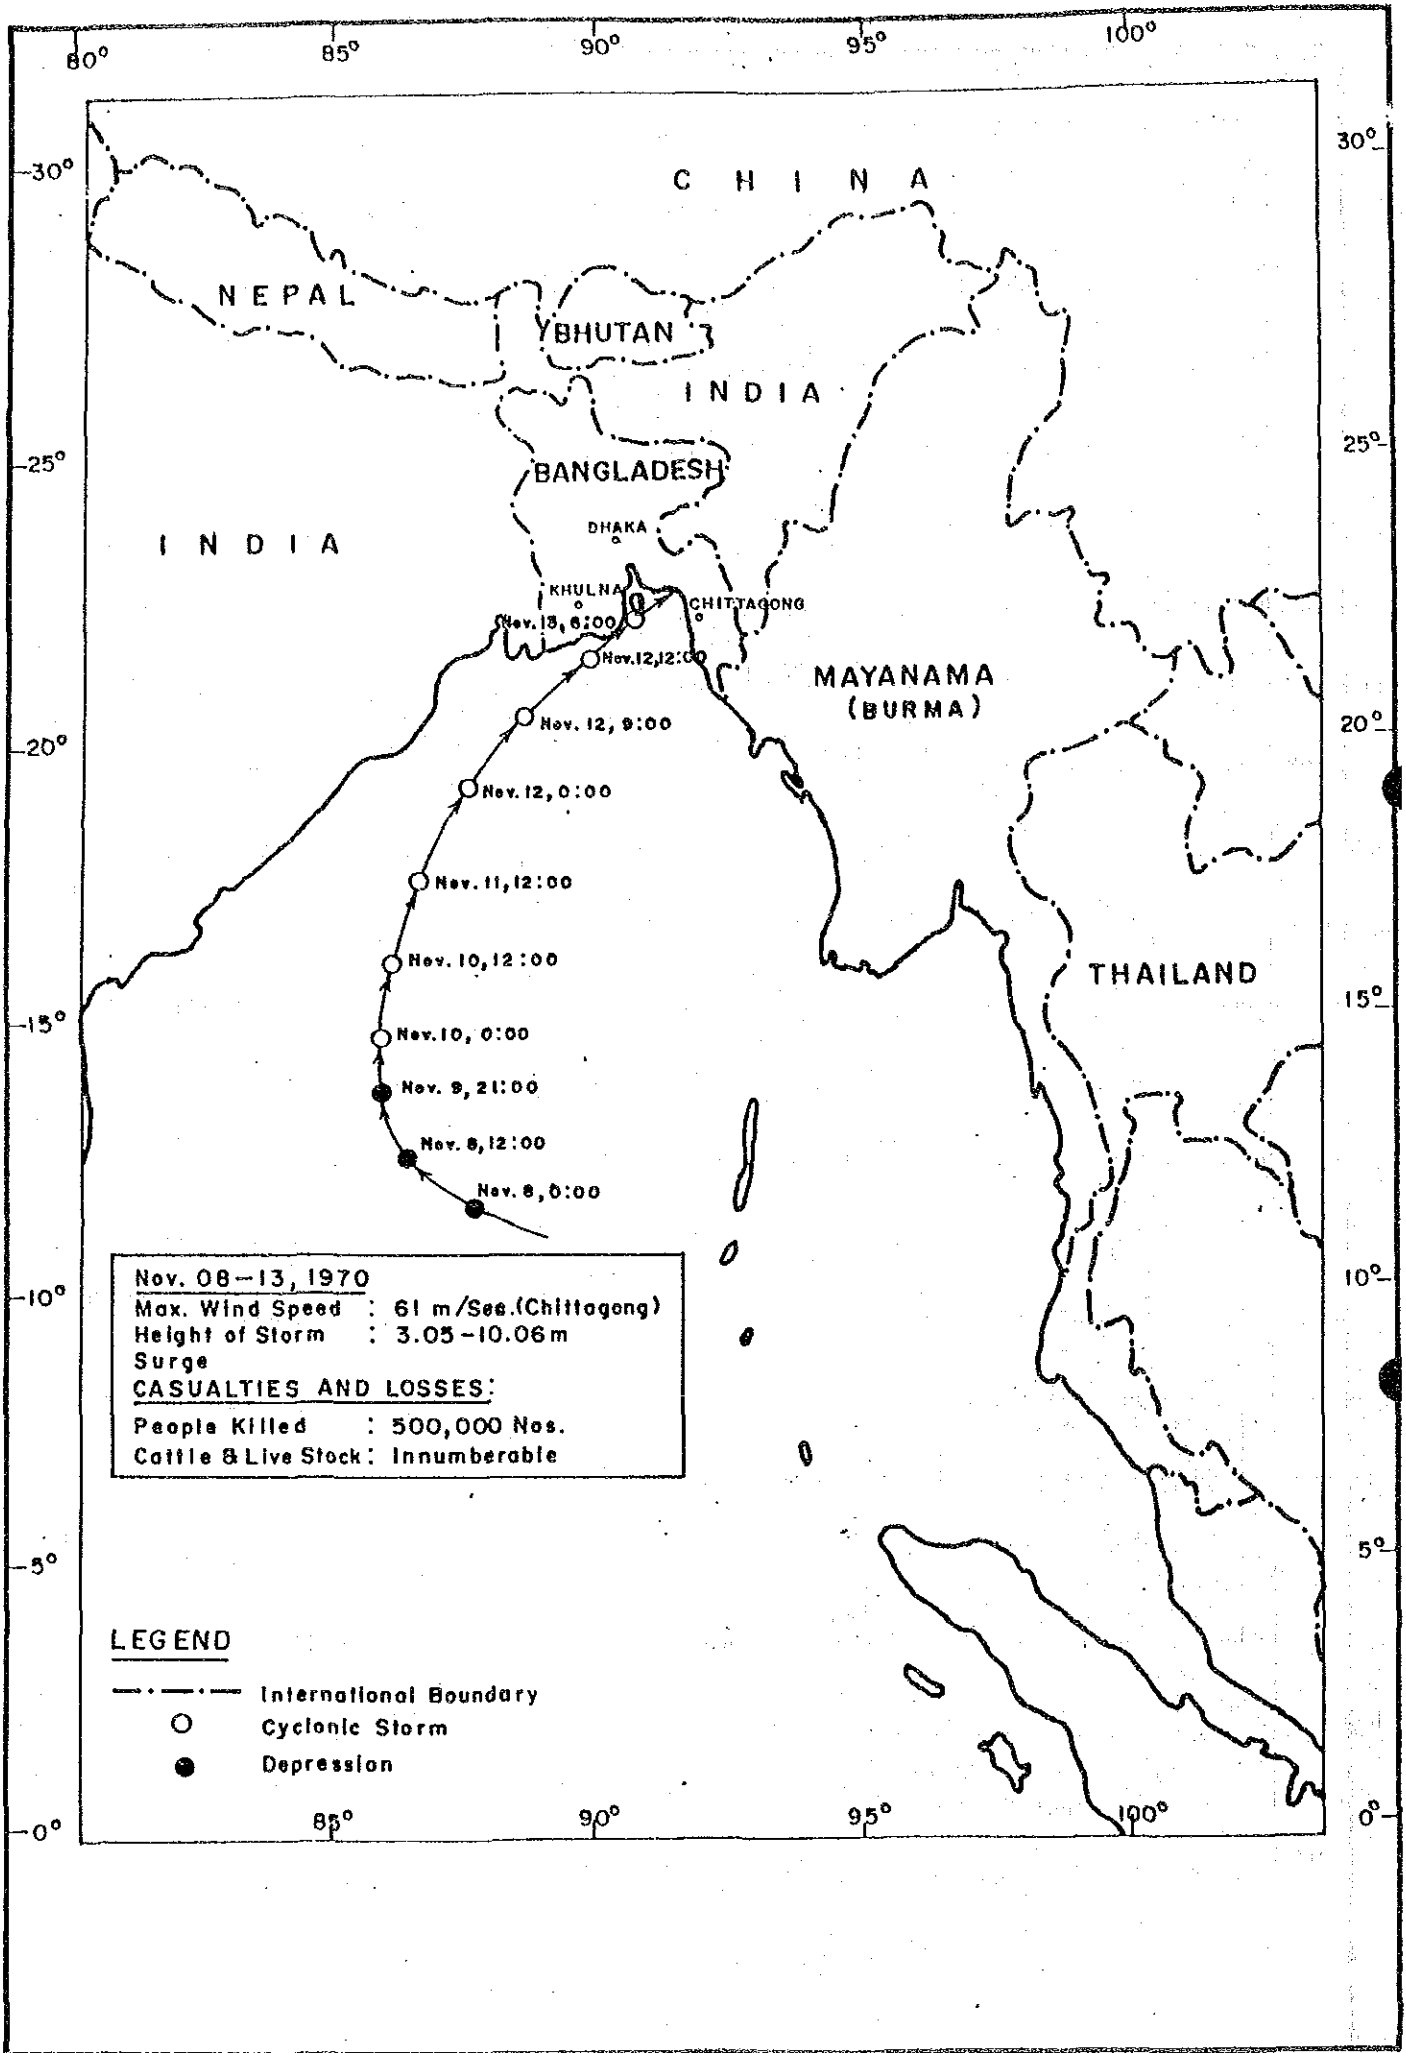 80° 85° 90° 95° 100°
30° 30°
C H I N A
NEPAL
BHUTAN
INDIA
25° 25°
BANGLADESH
DHAKA
I N D I A
KHULNA
CHITTAGONG
Nov. 13, 6:00
Nov. 12, 12:00
MAYANAMA
(BURMA)
Nov. 12, 9:00
20° 20°
Nov. 12, 0:00
Nov. 11, 12:00
Nov. 10, 12:00
THAILAND
15° 15°
Nov. 10, 0:00
Nov. 9, 21:00
Nov. 8, 12:00
Nov. 8, 0:00
10° 10°
Nov. 08-13, 1970
Max. Wind Speed : 61 m/Sec.(Chittagong)
Height of Storm : 3.05-10.06m
Surge
CASUALTIES AND LOSSES:
People Killed : 500,000 Nos.
Cattle & Live Stock : Innumberable
5° 5°
LEGEND
International Boundary
Cyclonic Storm
Depression
0° 85° 90° 95° 100° 0°